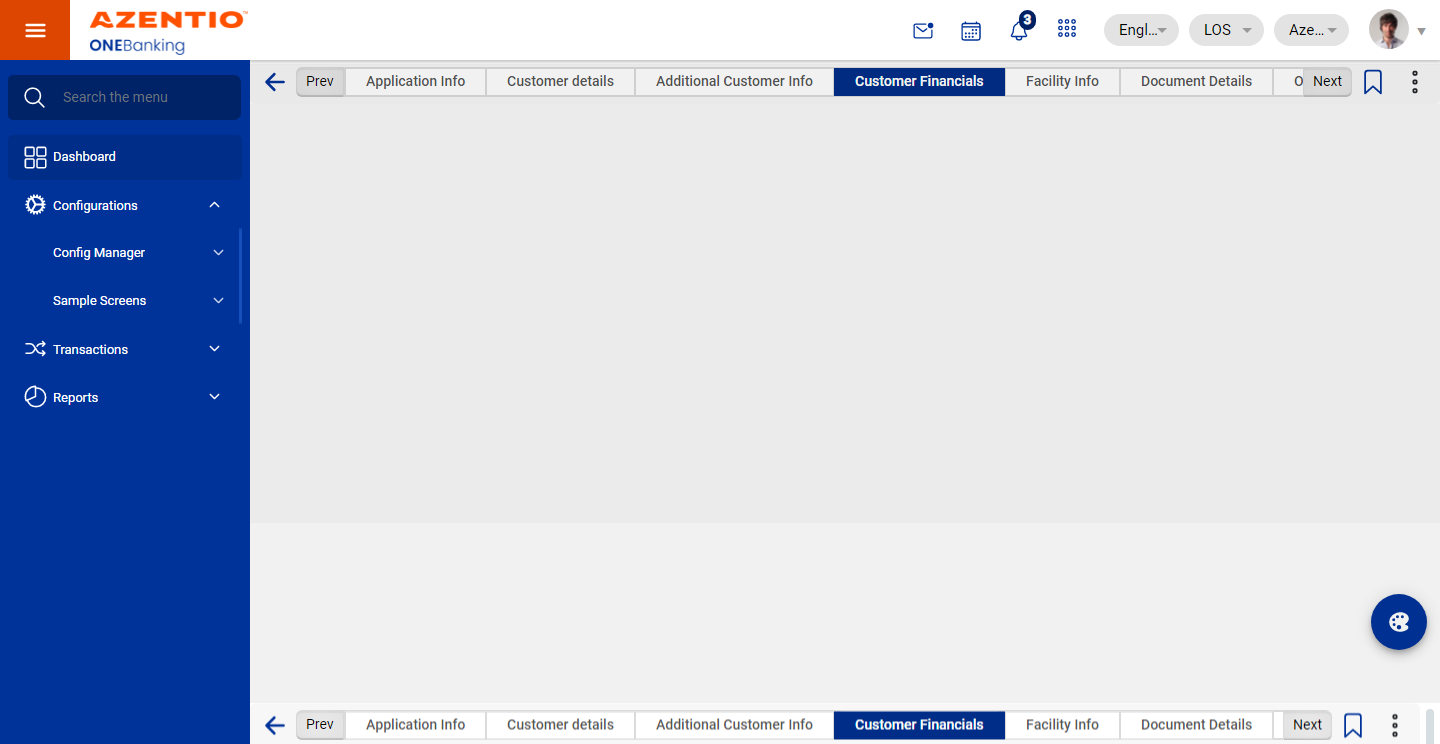 AZENTIO™
ONEBanking
3
Engl...
LOS
Aze...
Search the menu
Dashboard
Configurations
Config Manager
Sample Screens
Transactions
Reports
Prev Application Info Customer details Additional Customer Info Customer Financials Facility Info Document Details O Next
Prev Application Info Customer details Additional Customer Info Customer Financials Facility Info Document Details Next